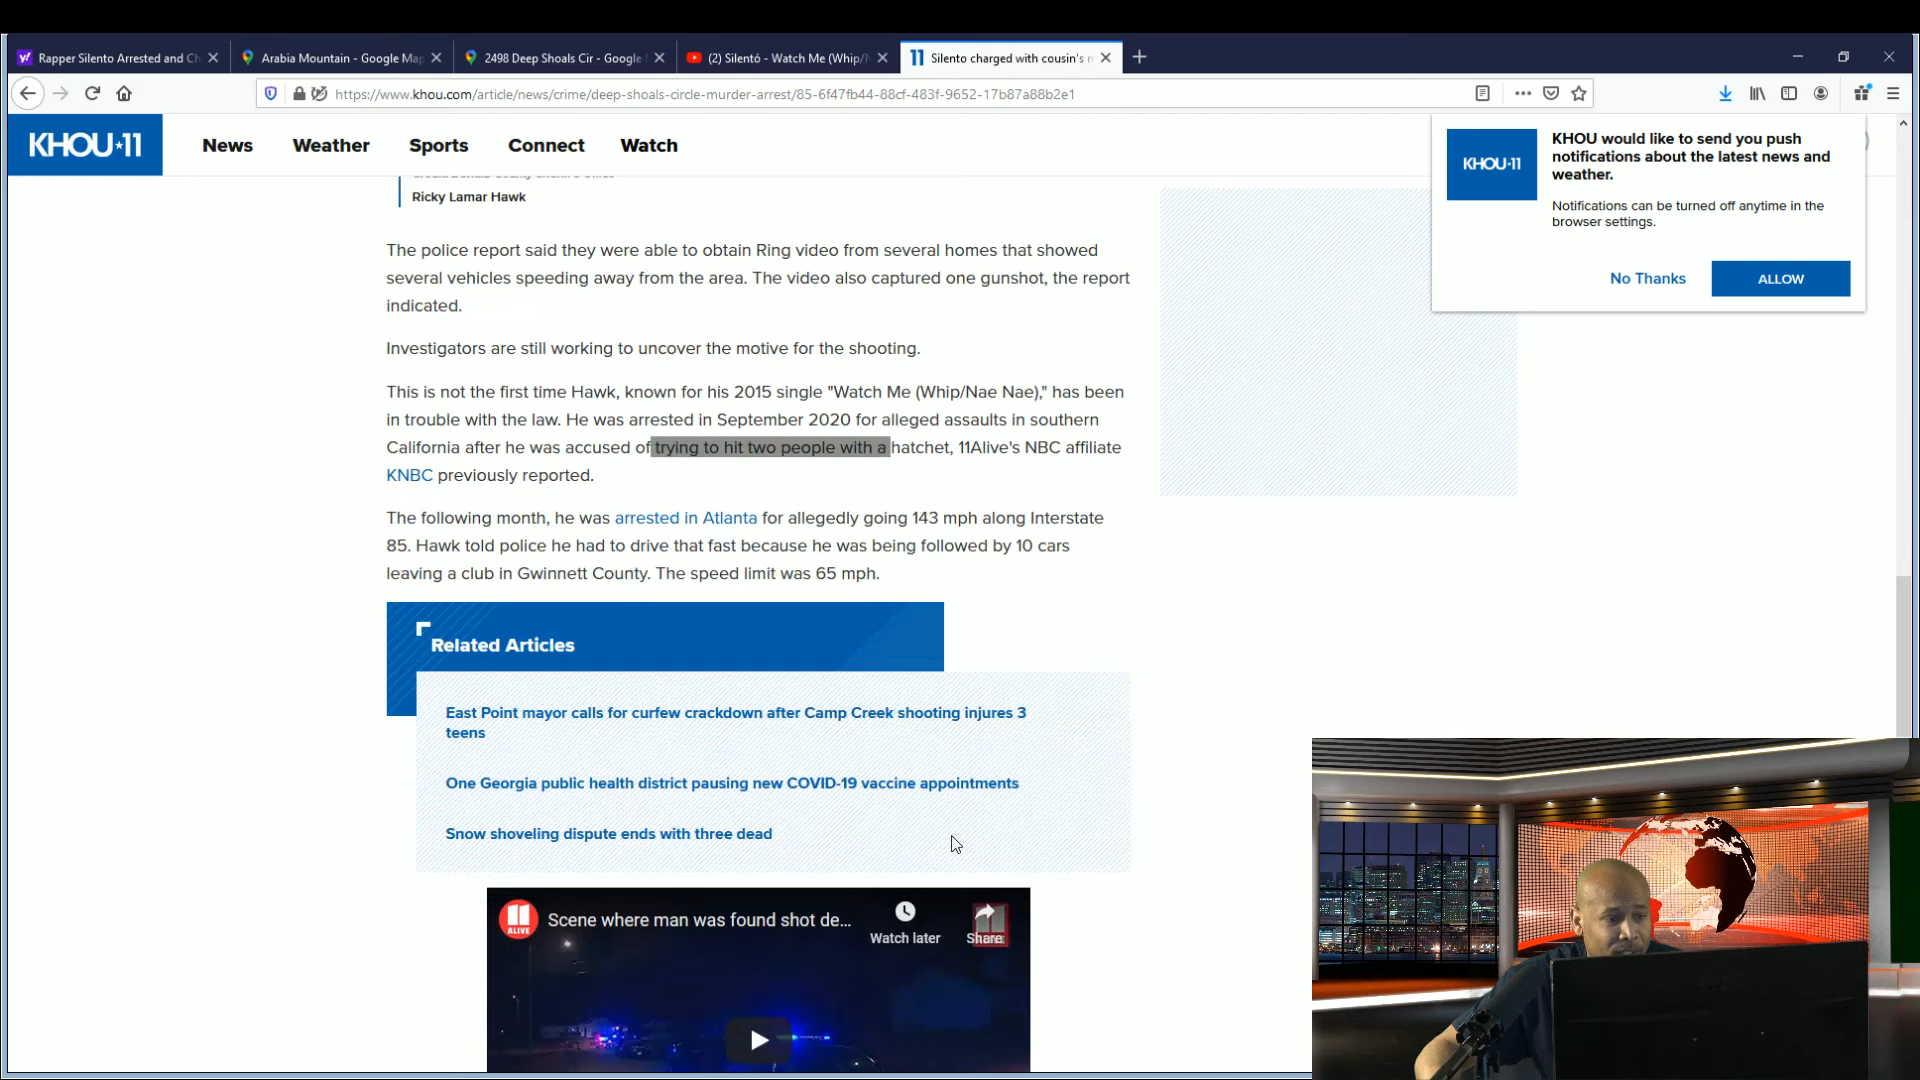 Rapper Silento Arrested and Ch
Arabia Mountain - Google Map
2498 Deep Shoals Cir - Google
(2) Silentó - Watch Me (Whip/N
Silento charged with cousin's
https://www.khou.com/article/news/crime/deep-shoals-circle-murder-arrest/85-6f47fb44-88cf-483f-9652-17b87a88b2e1
KHOU★11
News
Weather
Sports
Connect
Watch
KHOU★11
KHOU would like to send you push
notifications about the latest news and
weather.
Notifications can be turned off anytime in the
browser settings.
No Thanks
ALLOW
Ricky Lamar Hawk
The police report said they were able to obtain Ring video from several homes that showed
several vehicles speeding away from the area. The video also captured one gunshot, the report
indicated.
Investigators are still working to uncover the motive for the shooting.
This is not the first time Hawk, known for his 2015 single "Watch Me (Whip/Nae Nae)," has been
in trouble with the law. He was arrested in September 2020 for alleged assaults in southern
California after he was accused of trying to hit two people with a hatchet, 11Alive's NBC affiliate
KNBC previously reported.
The following month, he was arrested in Atlanta for allegedly going 143 mph along Interstate
85. Hawk told police he had to drive that fast because he was being followed by 10 cars
leaving a club in Gwinnett County. The speed limit was 65 mph.
Related Articles
East Point mayor calls for curfew crackdown after Camp Creek shooting injures 3
teens
One Georgia public health district pausing new COVID-19 vaccine appointments
Snow shoveling dispute ends with three dead
11
ALIVE
Scene where man was found shot de...
Watch later
Share